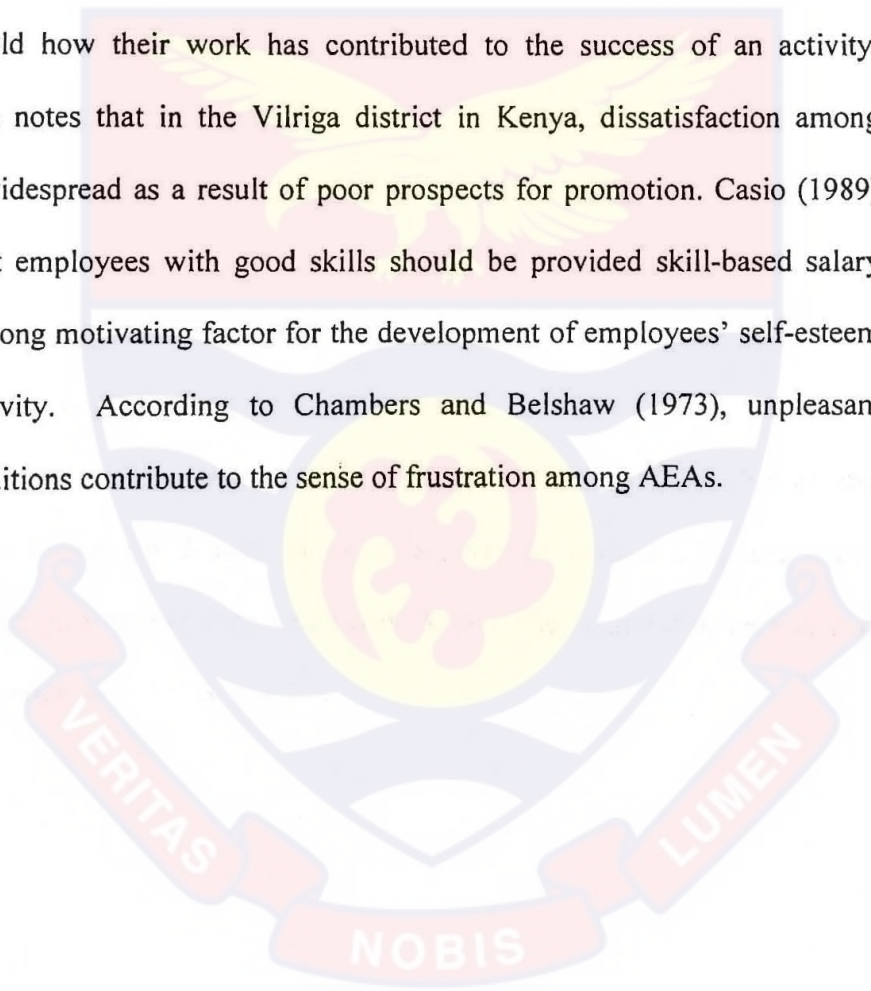 ld how their work has contributed to the success of an activity
notes that in the Vilriga district in Kenya, dissatisfaction among
idespread as a result of poor prospects for promotion. Casio (1989)
employees with good skills should be provided skill-based salary
ong motivating factor for the development of employees' self-esteem
vity. According to Chambers and Belshaw (1973), unpleasan
itions contribute to the sense of frustration among AEAs.
VERITAS
NOBIS
LUMEN